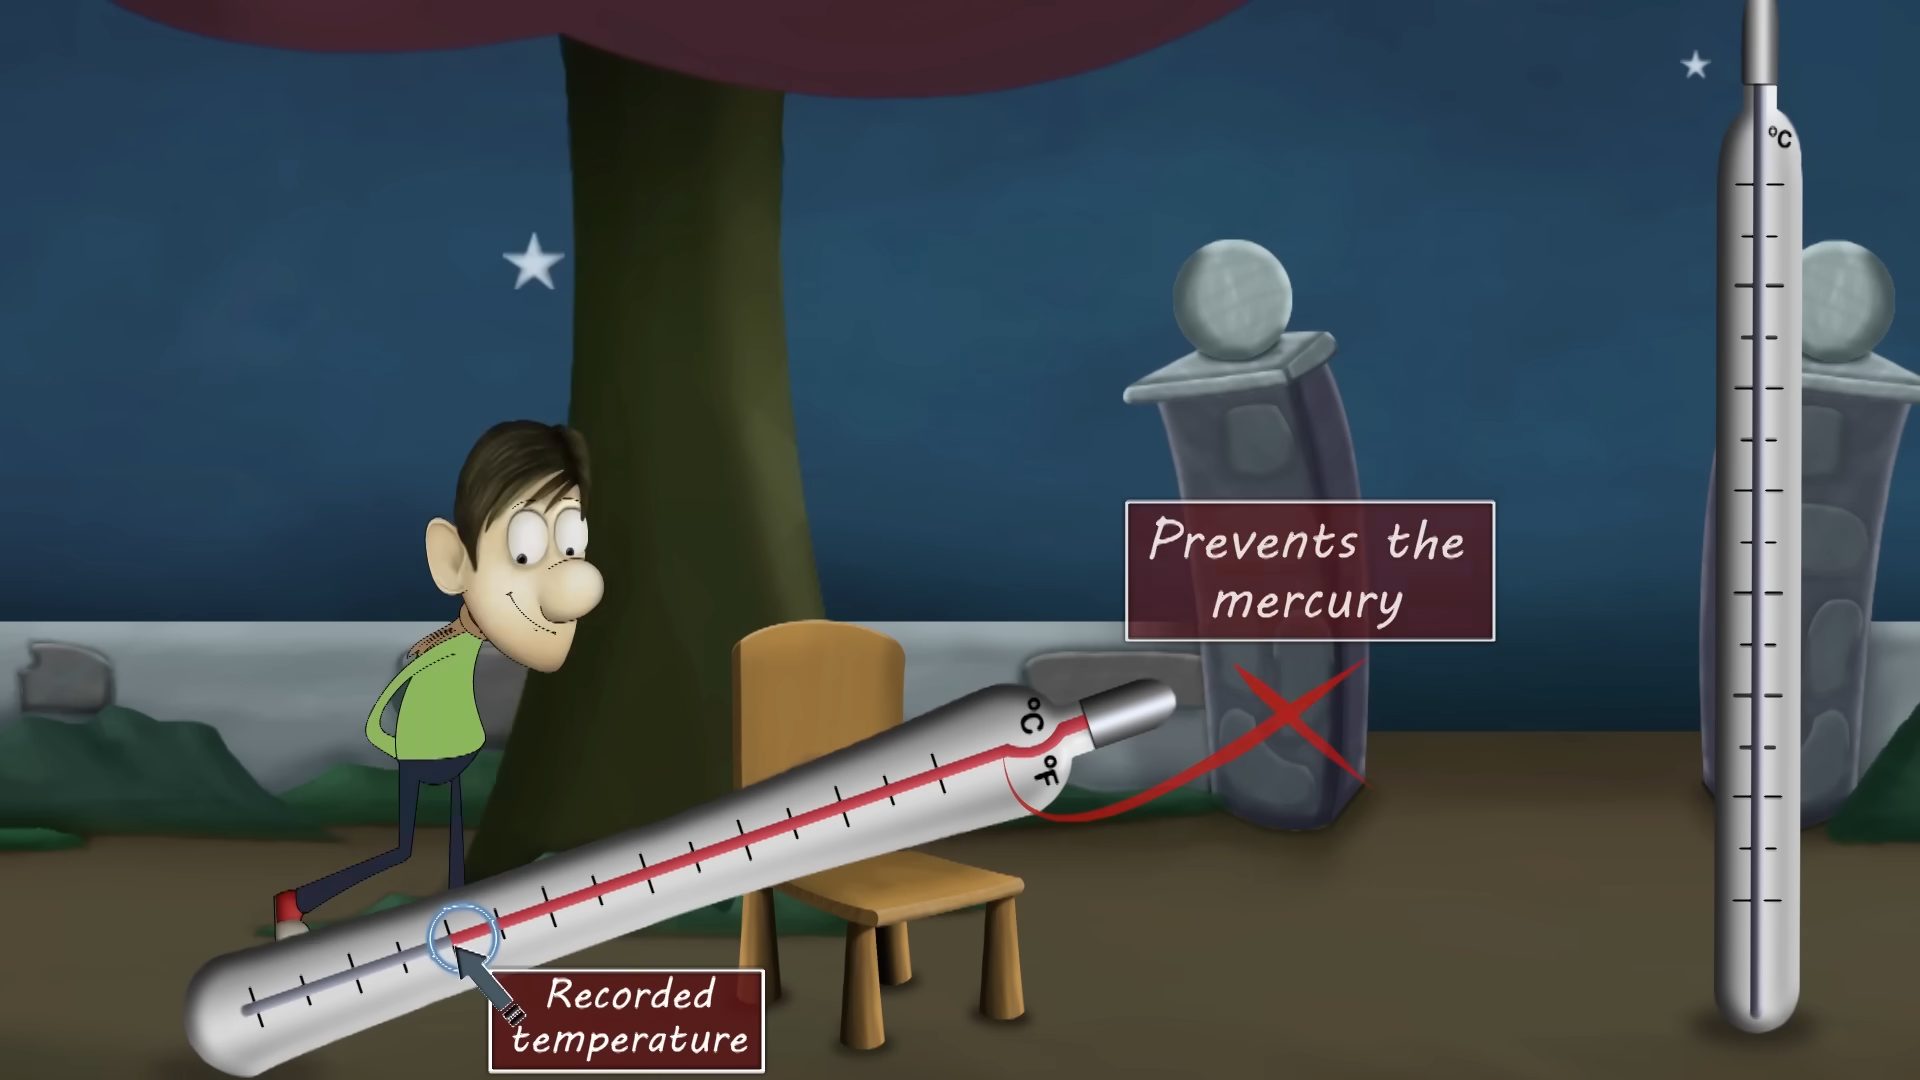 °C
Prevents the
mercury
°C
°F
Recorded
temperature